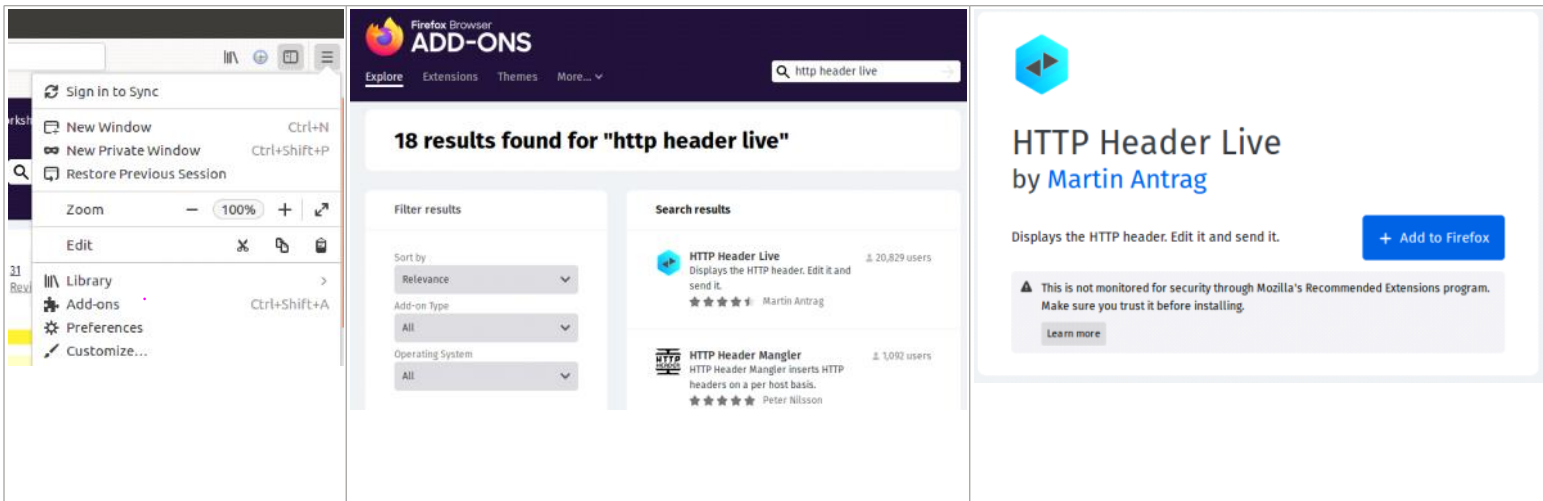 Sign in to Sync
orksh
New Window Ctrl+N
New Private Window Ctrl+Shift+P
Restore Previous Session
Zoom 100%
Edit
31
Revi
Library
Add-ons Ctrl+Shift+A
Preferences
Customize...
Firefox Browser
ADD-ONS
Explore Extensions Themes More...
http header live
18 results found for "http header live"
Filter results
Sort by
Relevance
Add-on Type
All
Operating System
All
Search results
HTTP Header Live 20,829 users
Displays the HTTP header. Edit it and
send it.
Martin Antrag
HTTP
HEADER
HTTP Header Mangler 1,092 users
HTTP Header Mangler inserts HTTP
headers on a per host basis.
Peter Nilsson
HTTP Header Live
by Martin Antrag
Displays the HTTP header. Edit it and send it.
+ Add to Firefox
This is not monitored for security through Mozilla's Recommended Extensions program.
Make sure you trust it before installing.
Learn more